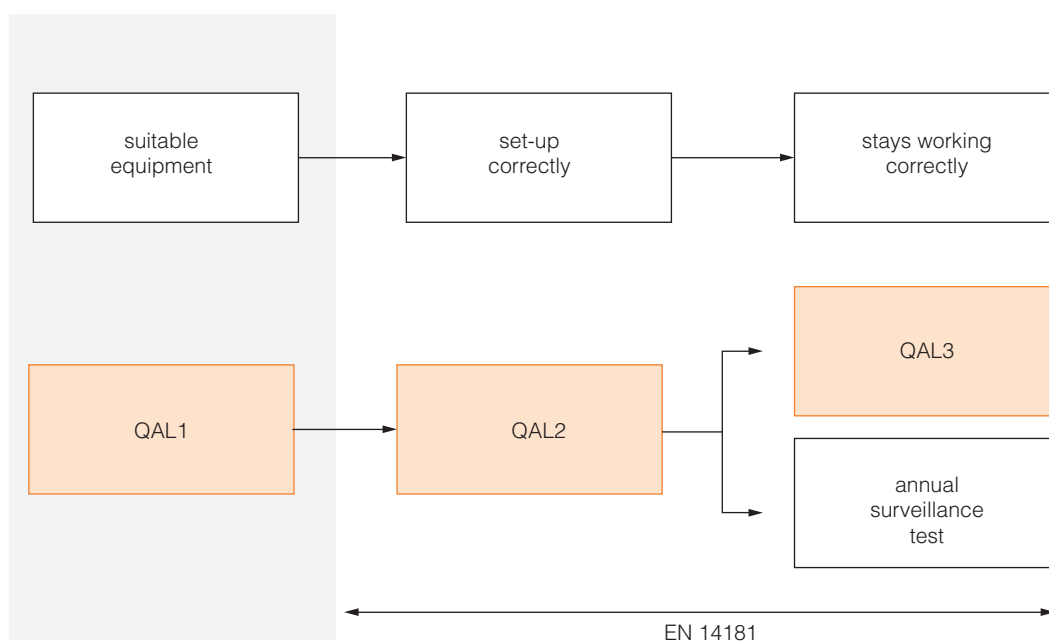 suitable
equipment
set-up
correctly
stays working
correctly
QAL1
QAL2
QAL3
annual
surveillance
test
EN 14181